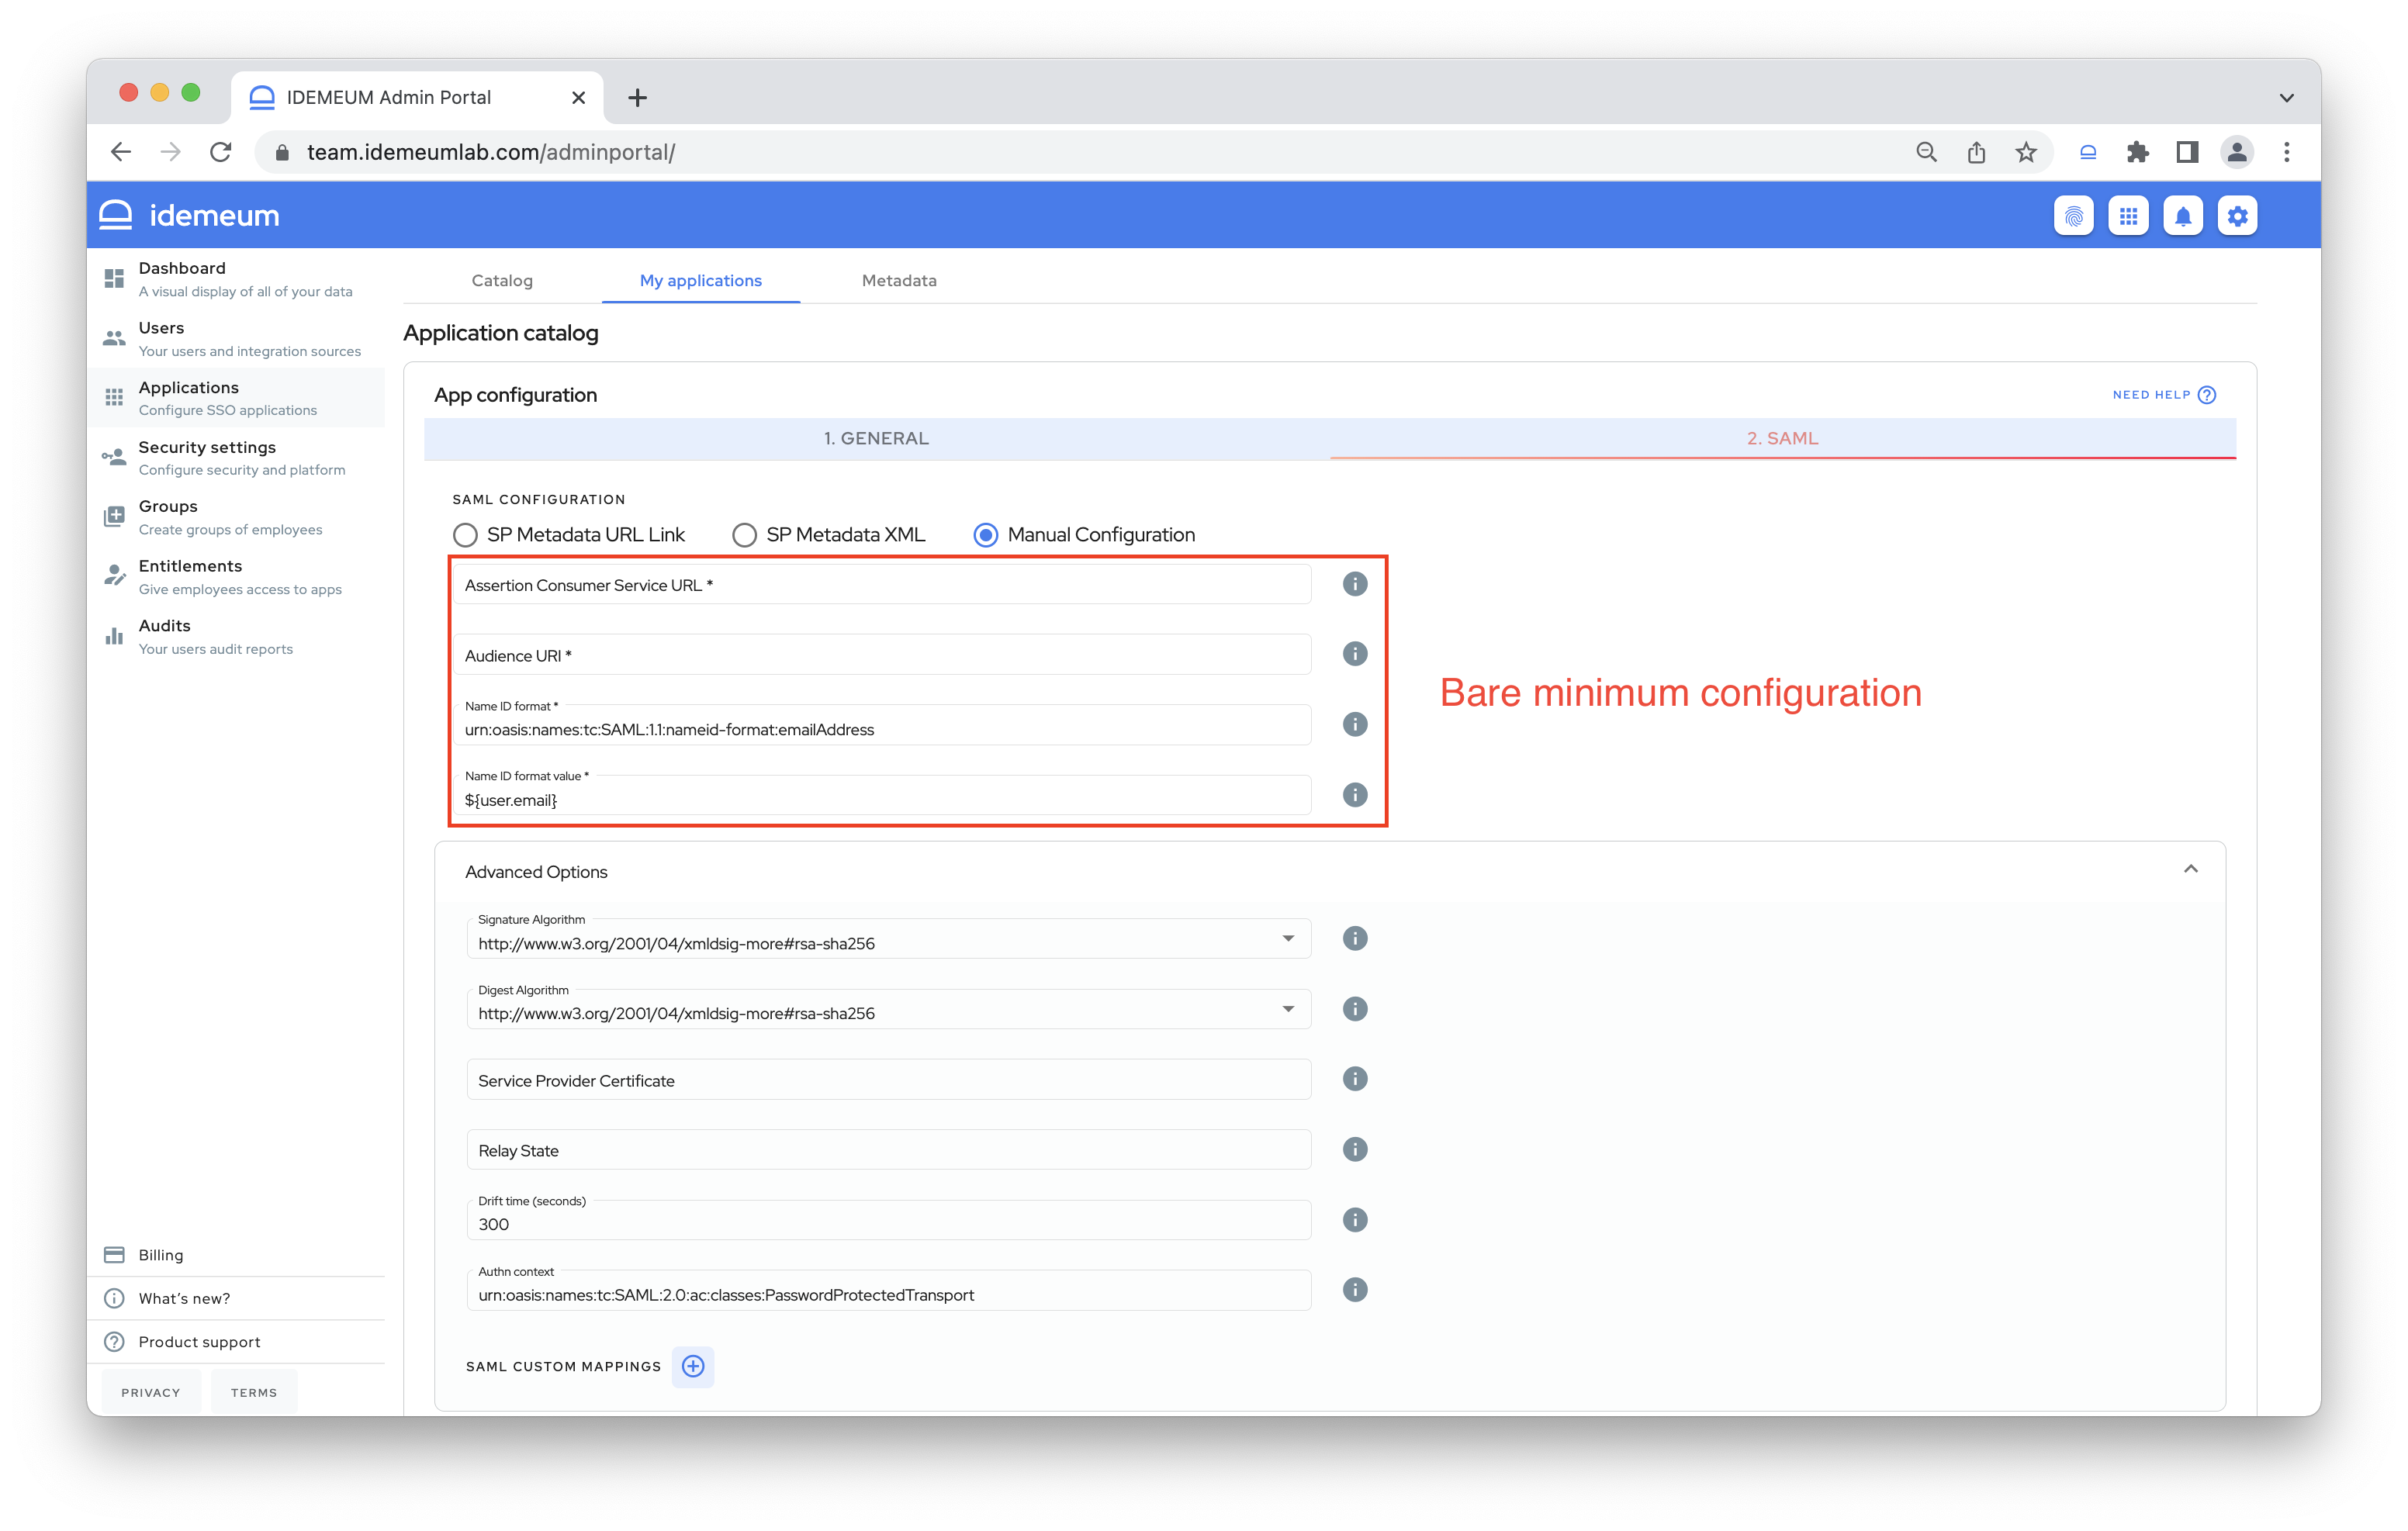 IDEMEUM Admin Portal
team.idemeumlab.com/adminportal/
idemeum
Dashboard
A visual display of all of your data
Users
Your users and integration sources
Applications
Configure SSO applications
Security settings
Configure security and platform
Groups
Create groups of employees
Entitlements
Give employees access to apps
Audits
Your users audit reports
Billing
What's new?
Product support
PRIVACY TERMS
Catalog My applications Metadata
Application catalog
App configuration NEED HELP
1. GENERAL 2. SAML
SAML CONFIGURATION
SP Metadata URL Link SP Metadata XML Manual Configuration
Assertion Consumer Service URL *
Audience URI *
Name ID format *
urn:oasis:names:tc:SAML:1.1:nameid-format:emailAddress
Name ID format value *
${user.email}
Bare minimum configuration
Advanced Options
Signature Algorithm
http://www.w3.org/2001/04/xmldsig-more#rsa-sha256
Digest Algorithm
http://www.w3.org/2001/04/xmldsig-more#rsa-sha256
Service Provider Certificate
Relay State
Drift time (seconds)
300
Authn context
urn:oasis:names:tc:SAML:2.0:ac:classes:PasswordProtectedTransport
SAML CUSTOM MAPPINGS